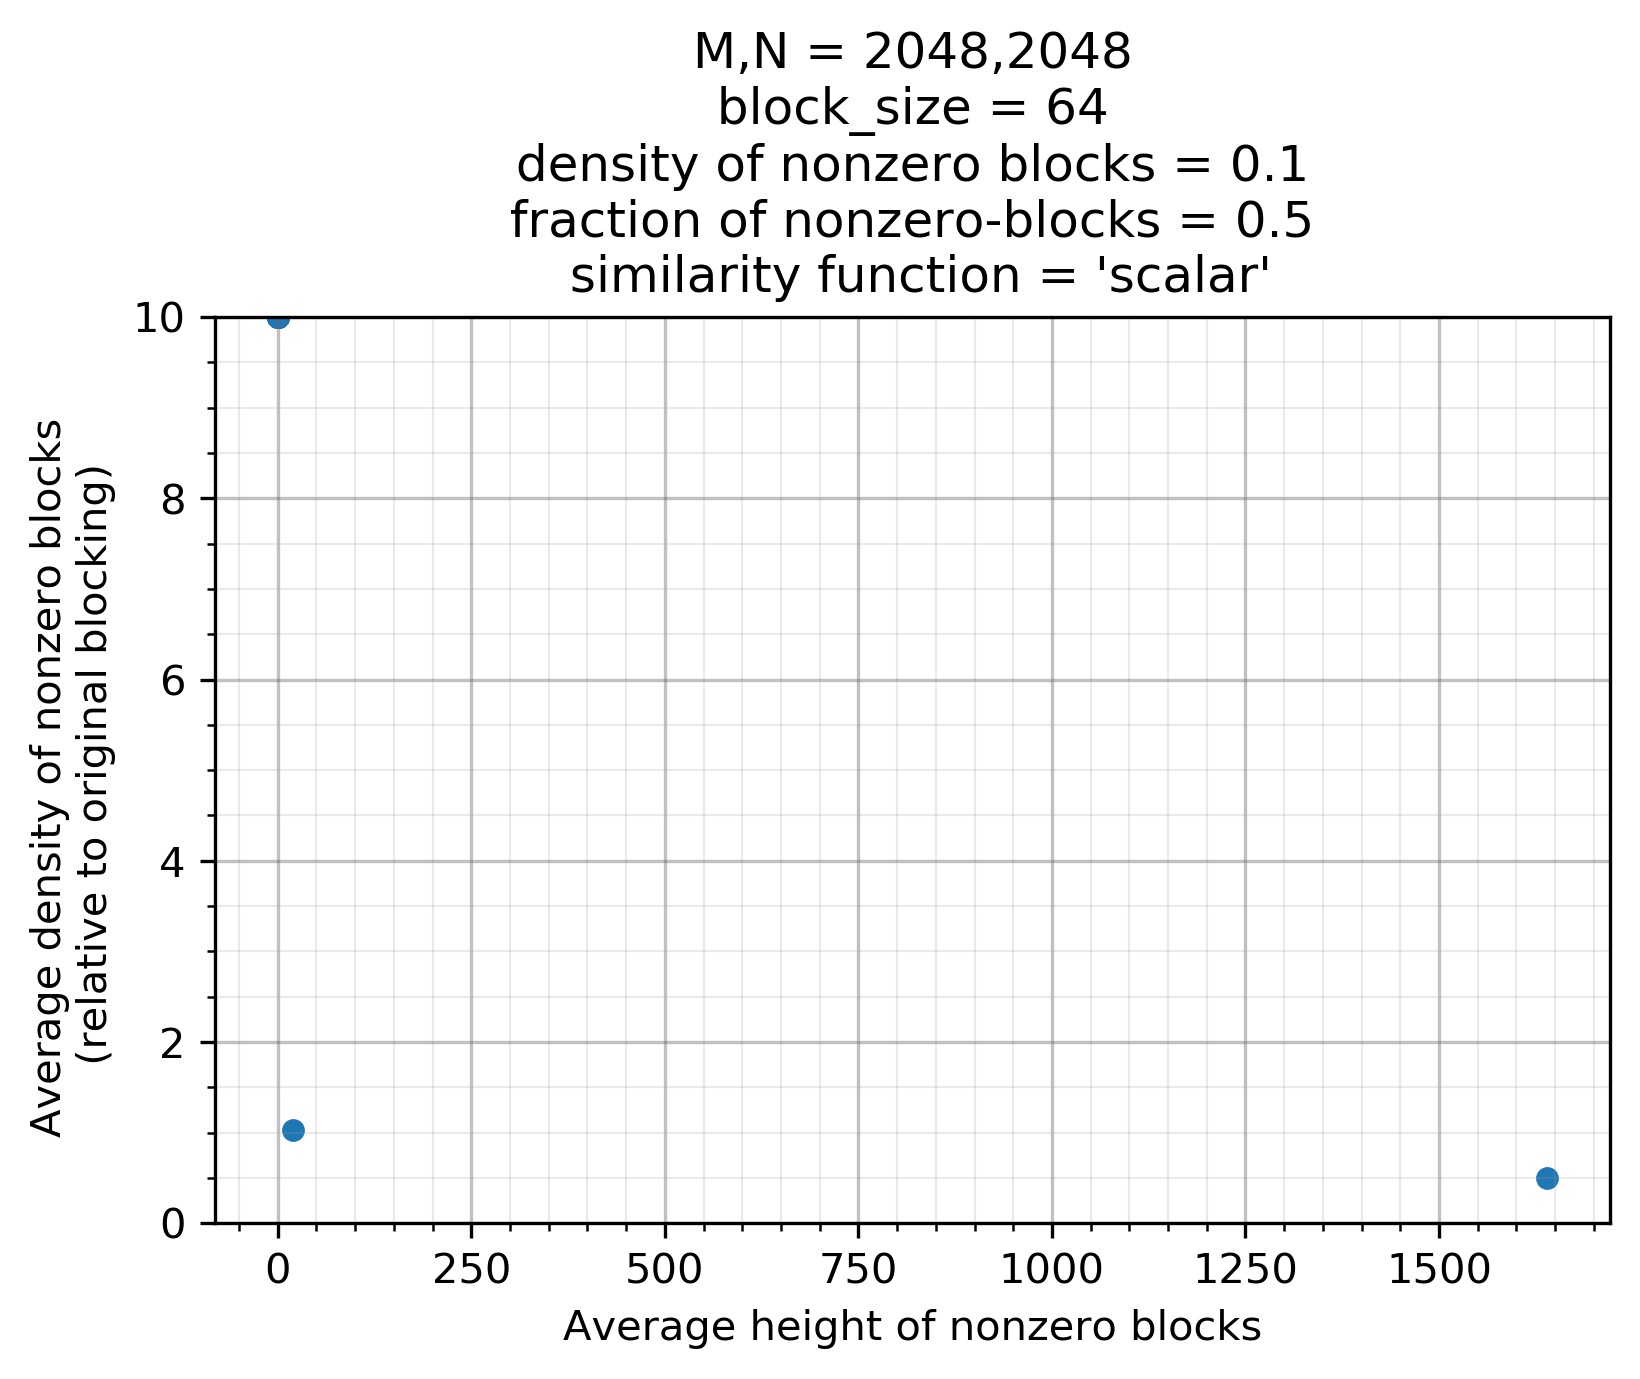 M,N = 2048,2048
block_size = 64
density of nonzero blocks = 0.1
fraction of nonzero-blocks = 0.5
similarity function = 'scalar'
10
8
6
4
2
0
Average density of nonzero blocks
(relative to original blocking)
0 250 500 750 1000 1250 1500
Average height of nonzero blocks